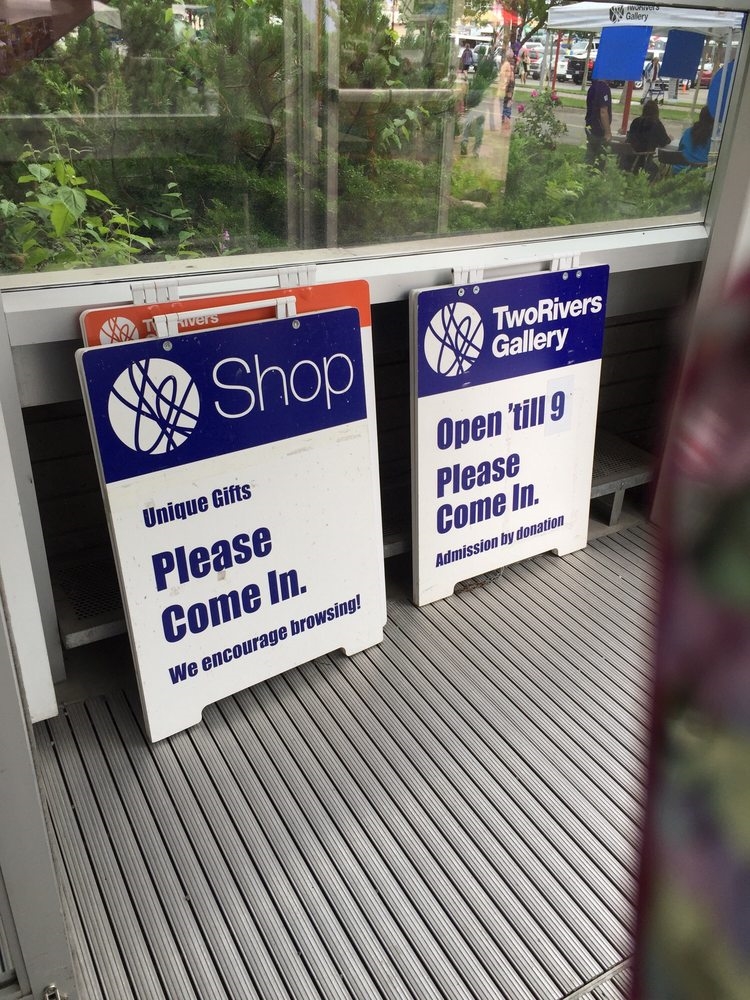 TwoRivers
Gallery
Shop
Unique Gifts
Please
Come In.
We encourage browsing!
TwoRivers
Gallery
Open 'till 9
Please
Come In.
Admission by donation